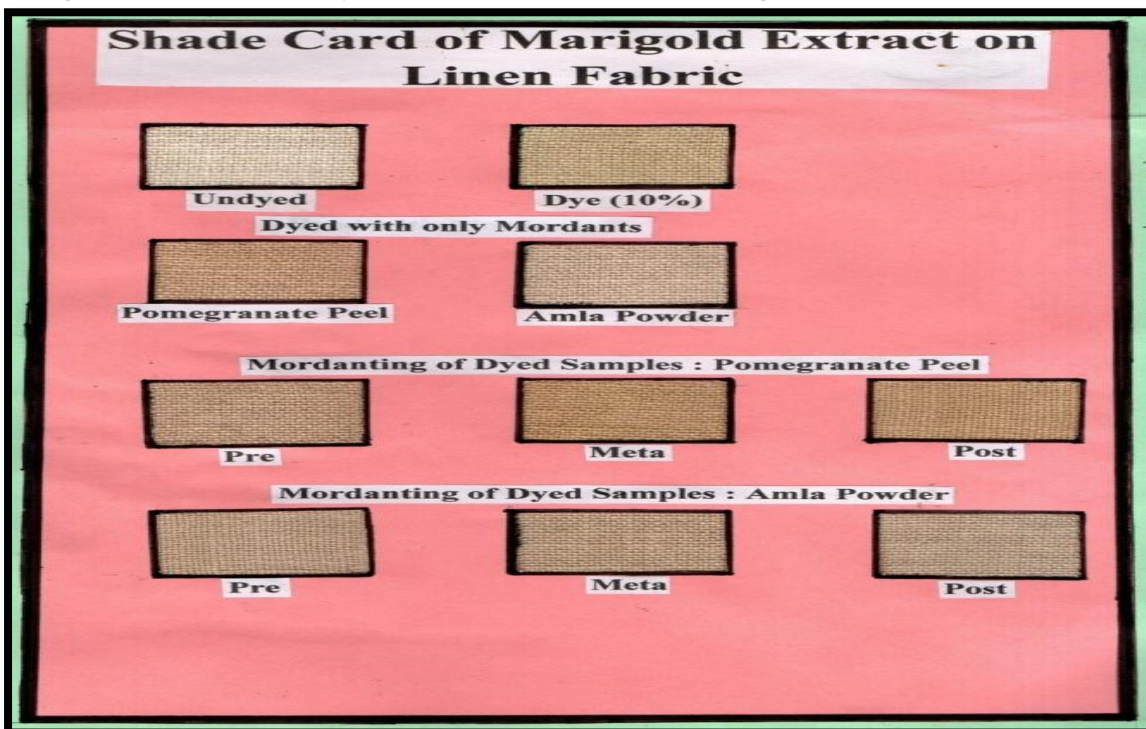 Shade Card of Marigold Extract on
Linen Fabric
Undyed
Dye (10%)
Dyed with only Mordants
Pomegranate Peel
Amla Powder
Mordanting of Dyed Samples : Pomegranate Peel
Pre
Meta
Post
Mordanting of Dyed Samples : Amla Powder
Pre
Meta
Post